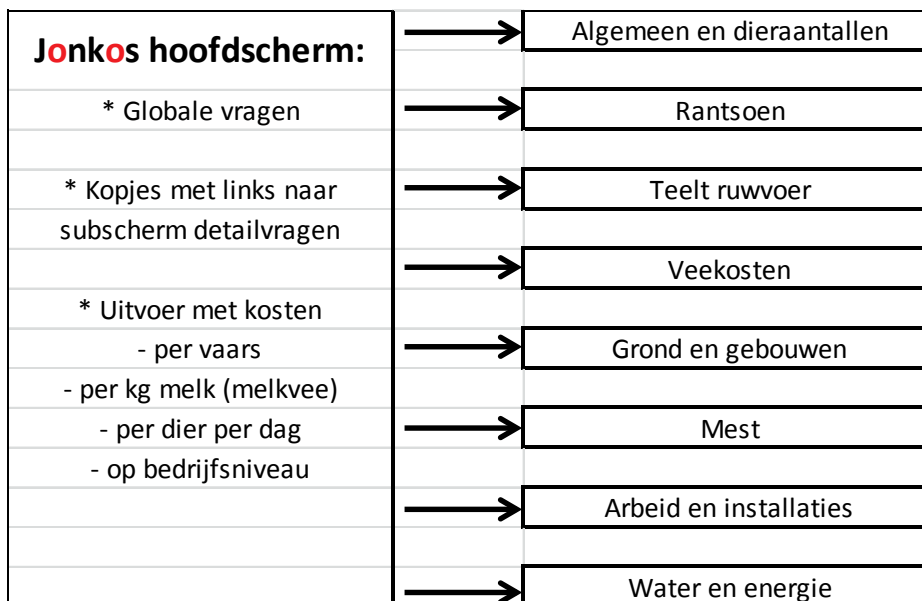 Jonkos hoofdscherm:
* Globale vragen
* Kopjes met links naar
subscherm detailvragen
* Uitvoer met kosten
- per vaars
- per kg melk (melkvee)
- per dier per dag
- op bedrijfsniveau
Algemeen en dieraantallen
Rantsoen
Teelt ruwvoer
Veekosten
Grond en gebouwen
Mest
Arbeid en installaties
Water en energie